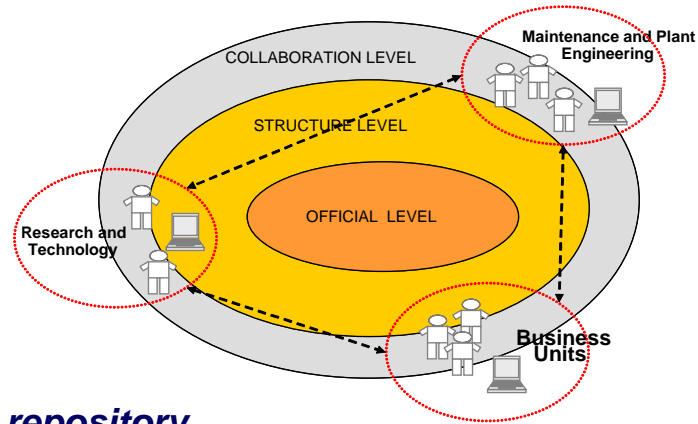 Maintenance and Plant
Engineering
COLLABORATION LEVEL
STRUCTURE LEVEL
OFFICIAL LEVEL
Research and
Technology
Business
Units
repository